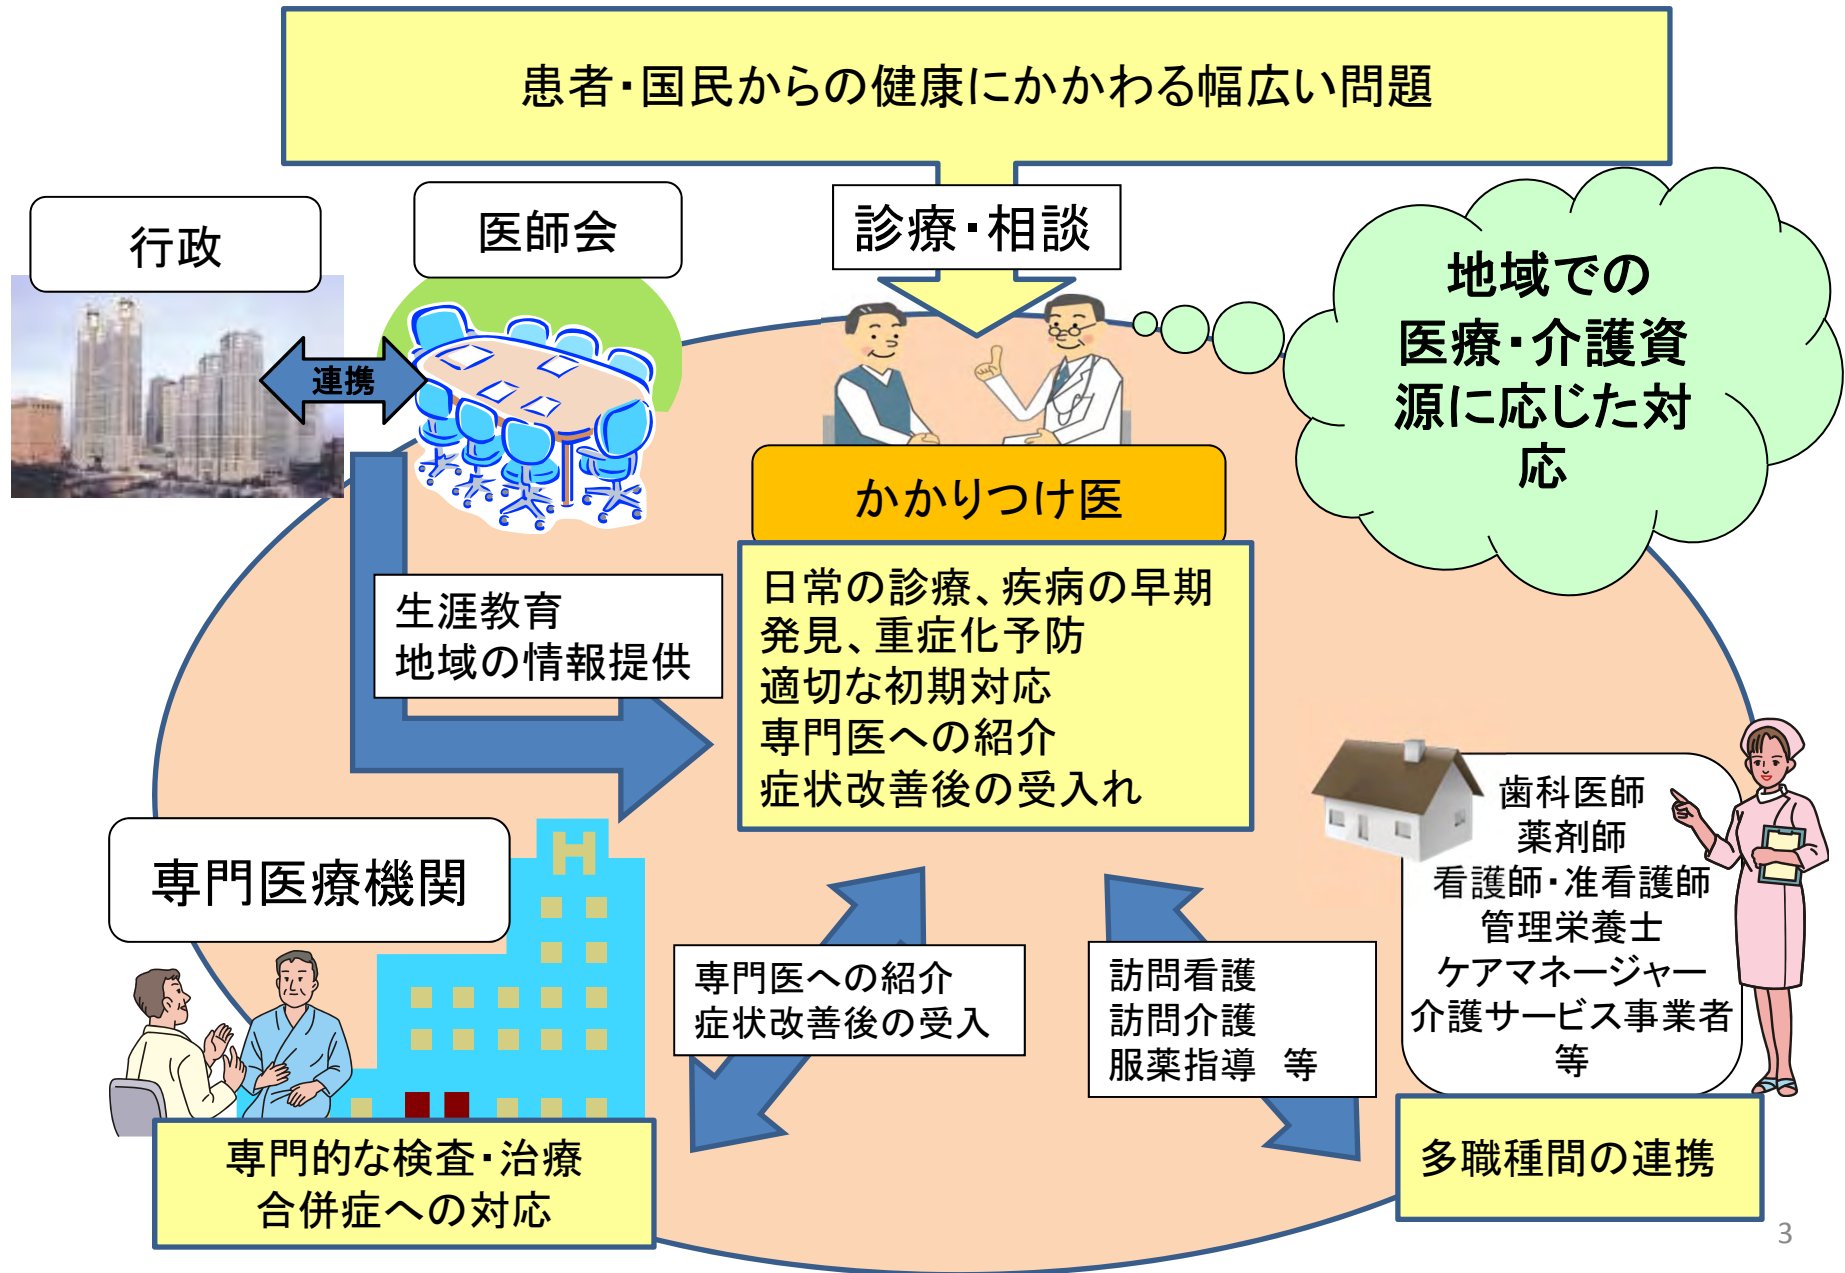 患者・国民からの健康にかかわる幅広い問題
行政
医師会
診療・相談
連携
地域での
医療・介護資
源に応じた対
応
かかりつけ医
生涯教育
地域の情報提供
日常の診療、疾病の早期
発見、重症化予防
適切な初期対応
専門医への紹介
症状改善後の受入れ
専門医療機関
H
専門的な検査・治療
合併症への対応
専門医への紹介
症状改善後の受入
訪問看護
訪問介護
服薬指導　等
歯科医師
薬剤師
看護師・准看護師
管理栄養士
ケアマネージャー
介護サービス事業者
等
多職種間の連携
3